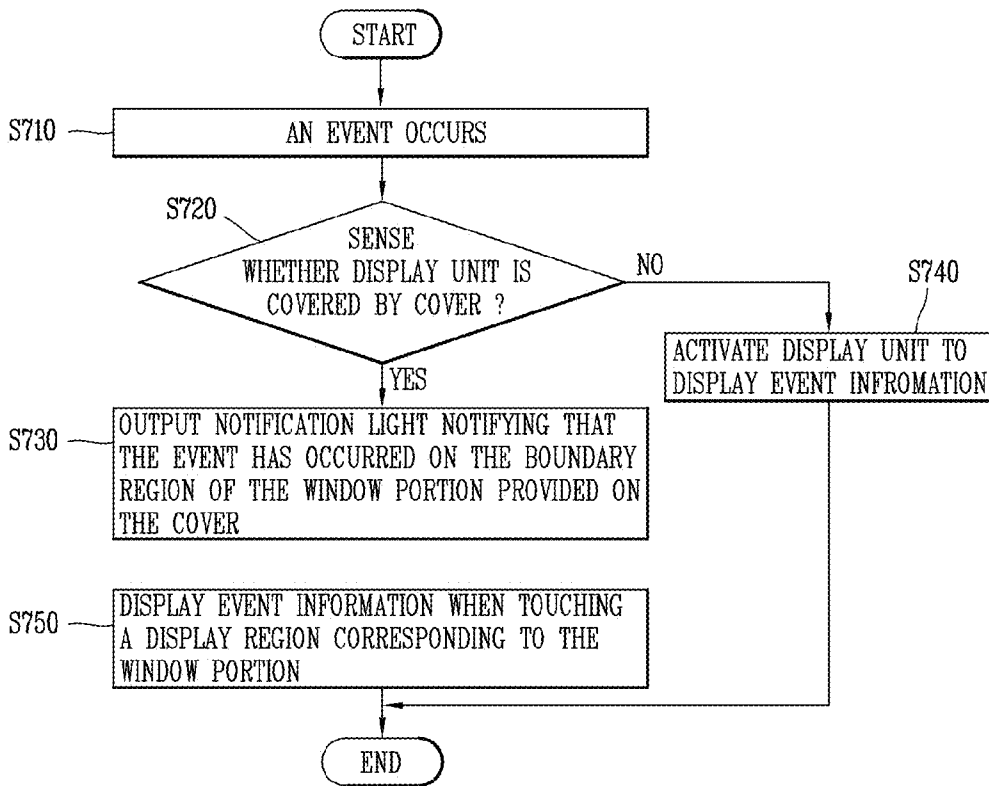 START
S710
AN EVENT OCCURS
S720
SENSE
WHETHER DISPLAY UNIT IS
COVERED BY COVER ?
NO
S740
ACTIVATE DISPLAY UNIT TO
DISPLAY EVENT INFROMATION
YES
S730
OUTPUT NOTIFICATION LIGHT NOTIFYING THAT
THE EVENT HAS OCCURRED ON THE BOUNDARY
REGION OF THE WINDOW PORTION PROVIDED ON
THE COVER
S750
DISPLAY EVENT INFORMATION WHEN TOUCHING
A DISPLAY REGION CORRESPONDING TO THE
WINDOW PORTION
END